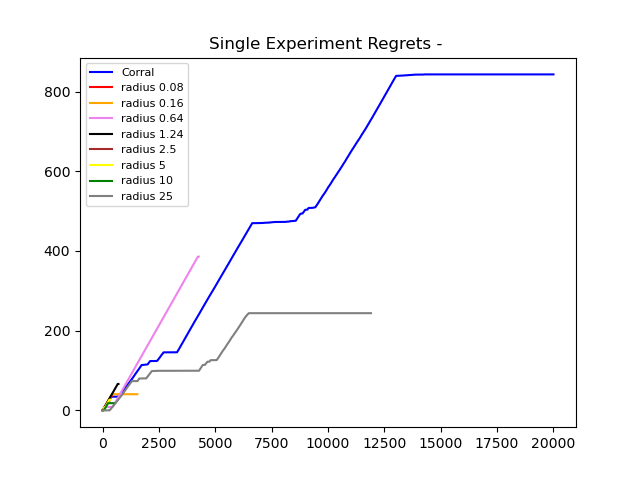 Single Experiment Regrets -
Corral
radius 0.08
radius 0.16
radius 0.64
radius 1.24
radius 2.5
radius 5
radius 10
radius 25
800
600
400
200
0
0 2500 5000 7500 10000 12500 15000 17500 20000